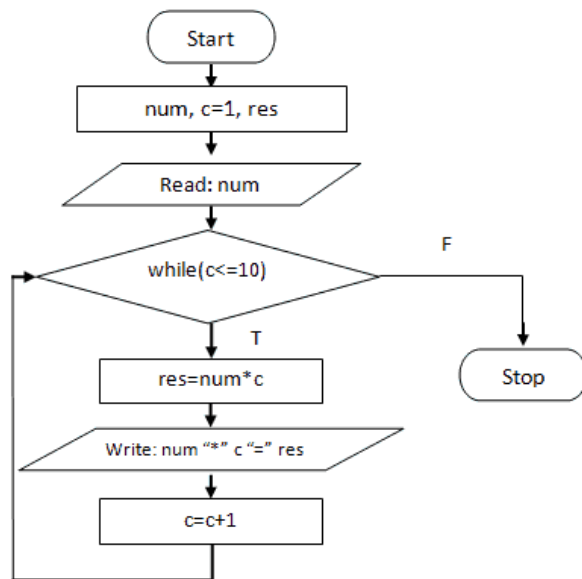 Start
num, c=1, res
Read: num
while(c<=10)
F
T
res=num*c
Stop
Write: num “*” c “=” res
c=c+1